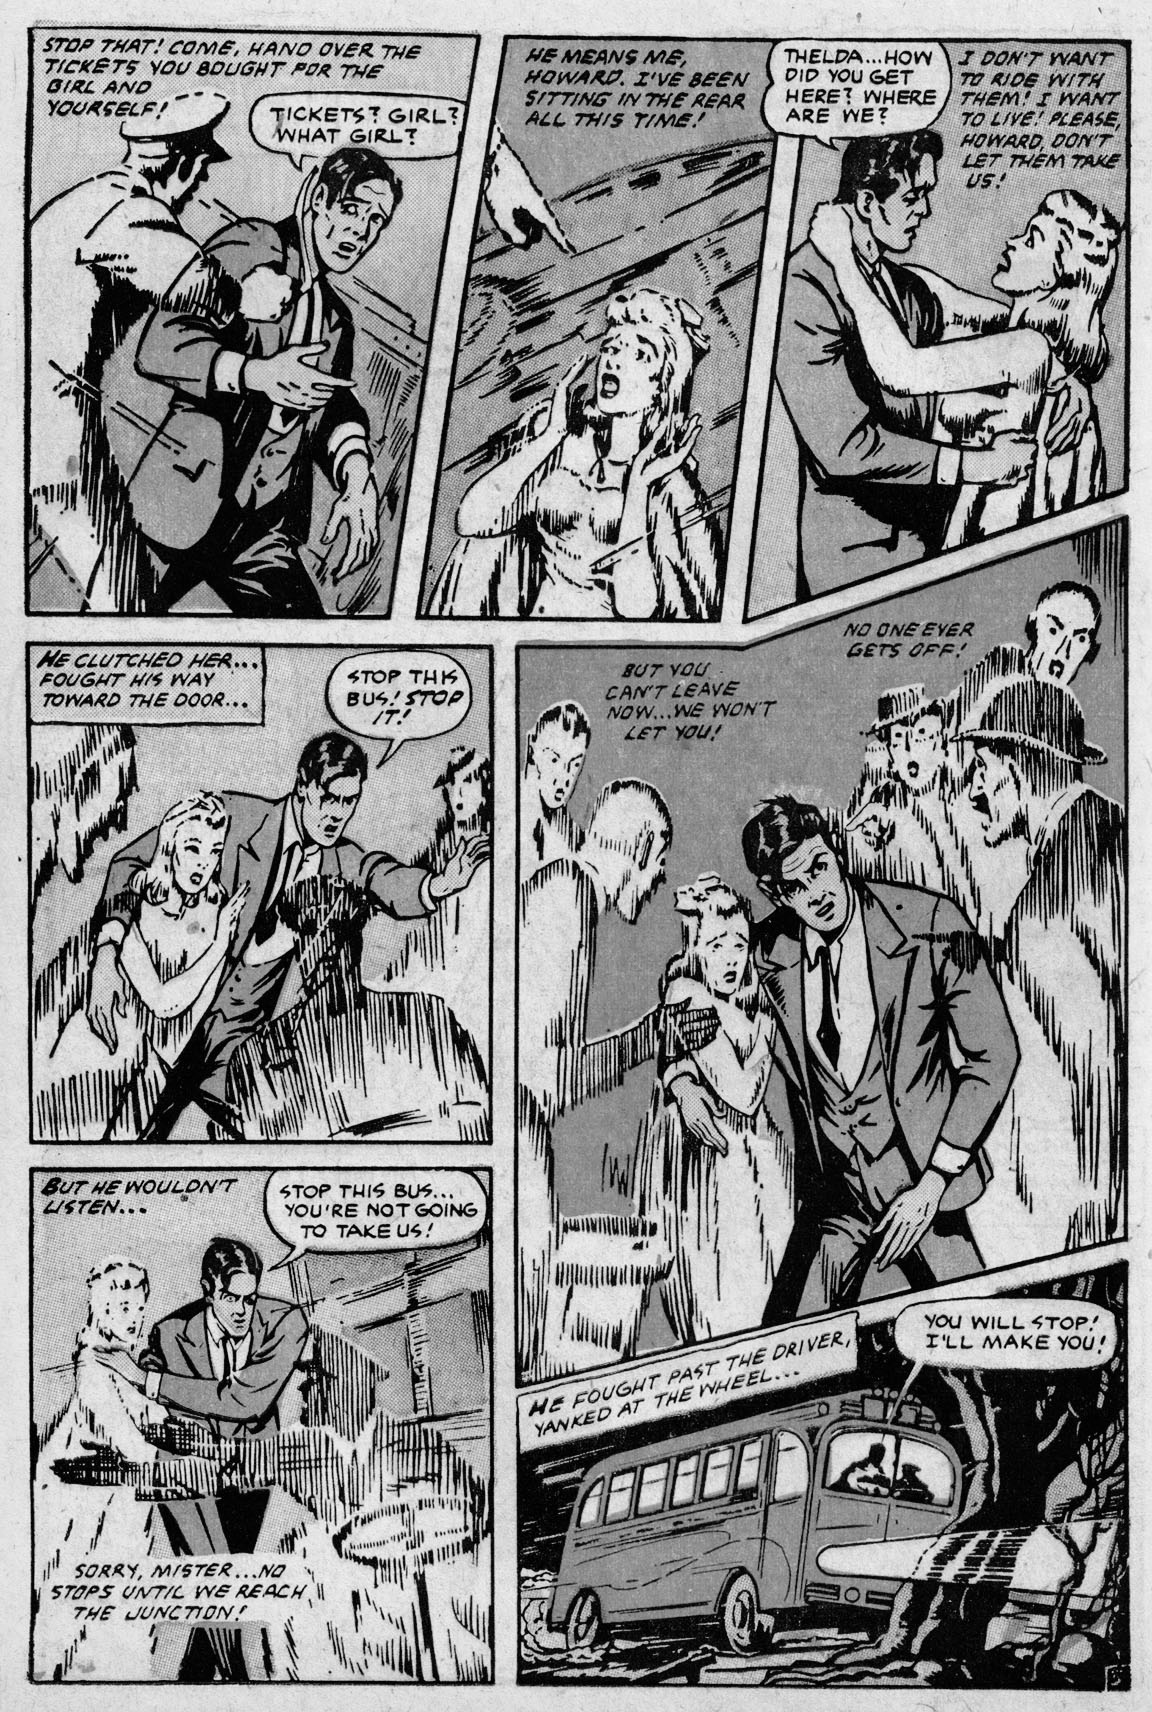 STOP THAT! COME, HAND OVER THE
TICKETS YOU BOUGHT FOR THE
GIRL AND
YOURSELF!
TICKETS? GIRL?
WHAT GIRL?
HE MEANS ME,
HOWARD. I'VE BEEN
SITTING IN THE REAR
ALL THIS TIME!
THELDA...HOW
DID YOU GET
HERE? WHERE
ARE WE?
I DON'T WANT
TO RIDE WITH
THEM! I WANT
TO LIVE! PLEASE,
HOWARD, DON'T
LET THEM TAKE
US!
HE CLUTCHED HER...
FOUGHT HIS WAY
TOWARD THE DOOR...
STOP THIS
BUS! STOP
IT!
BUT YOU
CAN'T LEAVE
NOW...WE WON'T
LET YOU!
NO ONE EVER
GETS OFF!
BUT HE WOULDN'T
LISTEN...
STOP THIS BUS...
YOU'RE NOT GOING
TO TAKE US!
SORRY, MISTER...NO
STOPS UNTIL WE REACH
THE JUNCTION!
HE FOUGHT PAST THE DRIVER,
YANKED AT THE WHEEL...
YOU WILL STOP!
I'LL MAKE YOU!